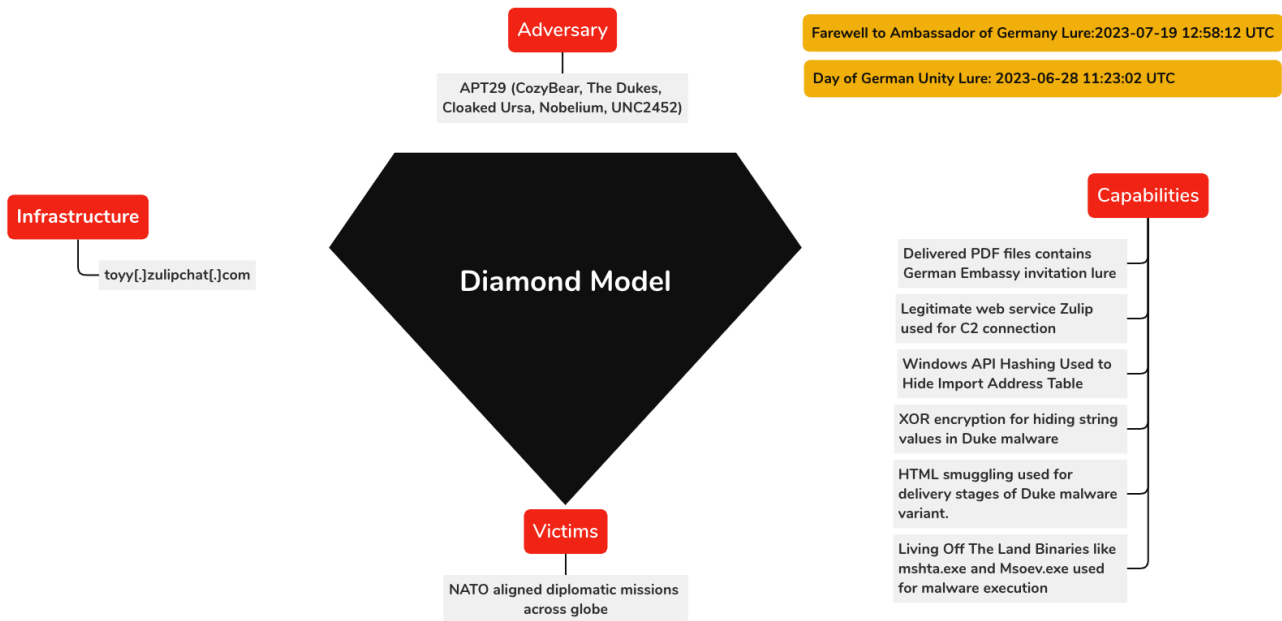 Adversary
APT29 (CozyBear, The Dukes,
Cloaked Ursa, Nobelium, UNC2452)
Farewell to Ambassador of Germany Lure:2023-07-19 12:58:12 UTC
Day of German Unity Lure: 2023-06-28 11:23:02 UTC
Infrastructure
toyy[.]zulipchat[.]com
Diamond Model
Capabilities
Delivered PDF files contains
German Embassy invitation lure
Legitimate web service Zulip
used for C2 connection
Windows API Hashing Used to
Hide Import Address Table
XOR encryption for hiding string
values in Duke malware
HTML smuggling used for
delivery stages of Duke malware
variant.
Living Off The Land Binaries like
mshta.exe and Msoev.exe used
for malware execution
Victims
NATO aligned diplomatic missions
across globe